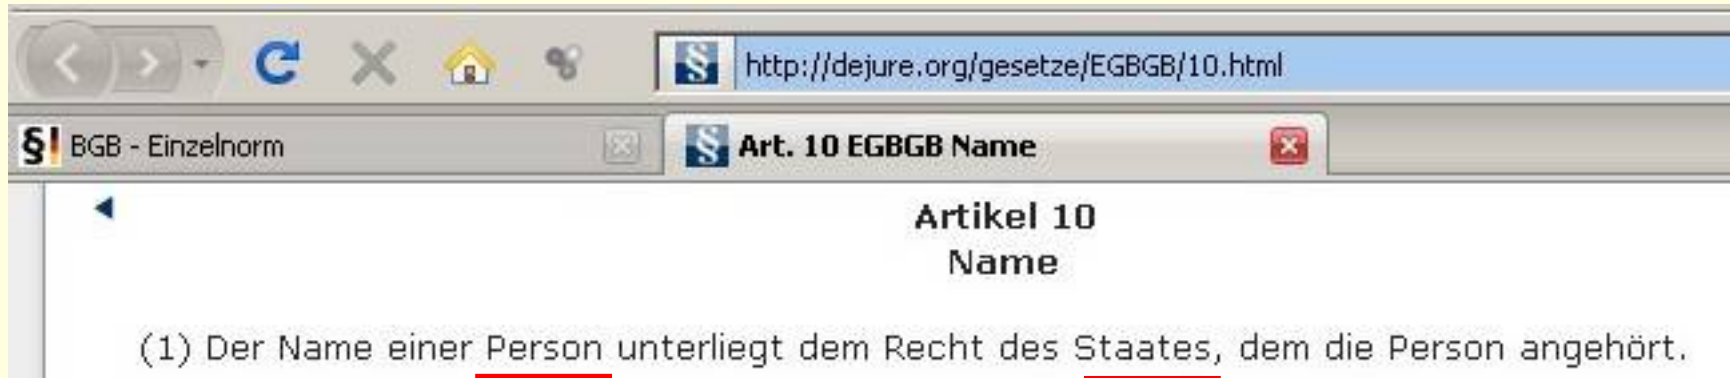 http://dejure.org/gesetze/EGBGB/10.html
§ BGB - Einzelnorm
§ Art. 10 EGBGB Name
Artikel 10
Name
(1) Der Name einer Person unterliegt dem Recht des Staates, dem die Person angehört.